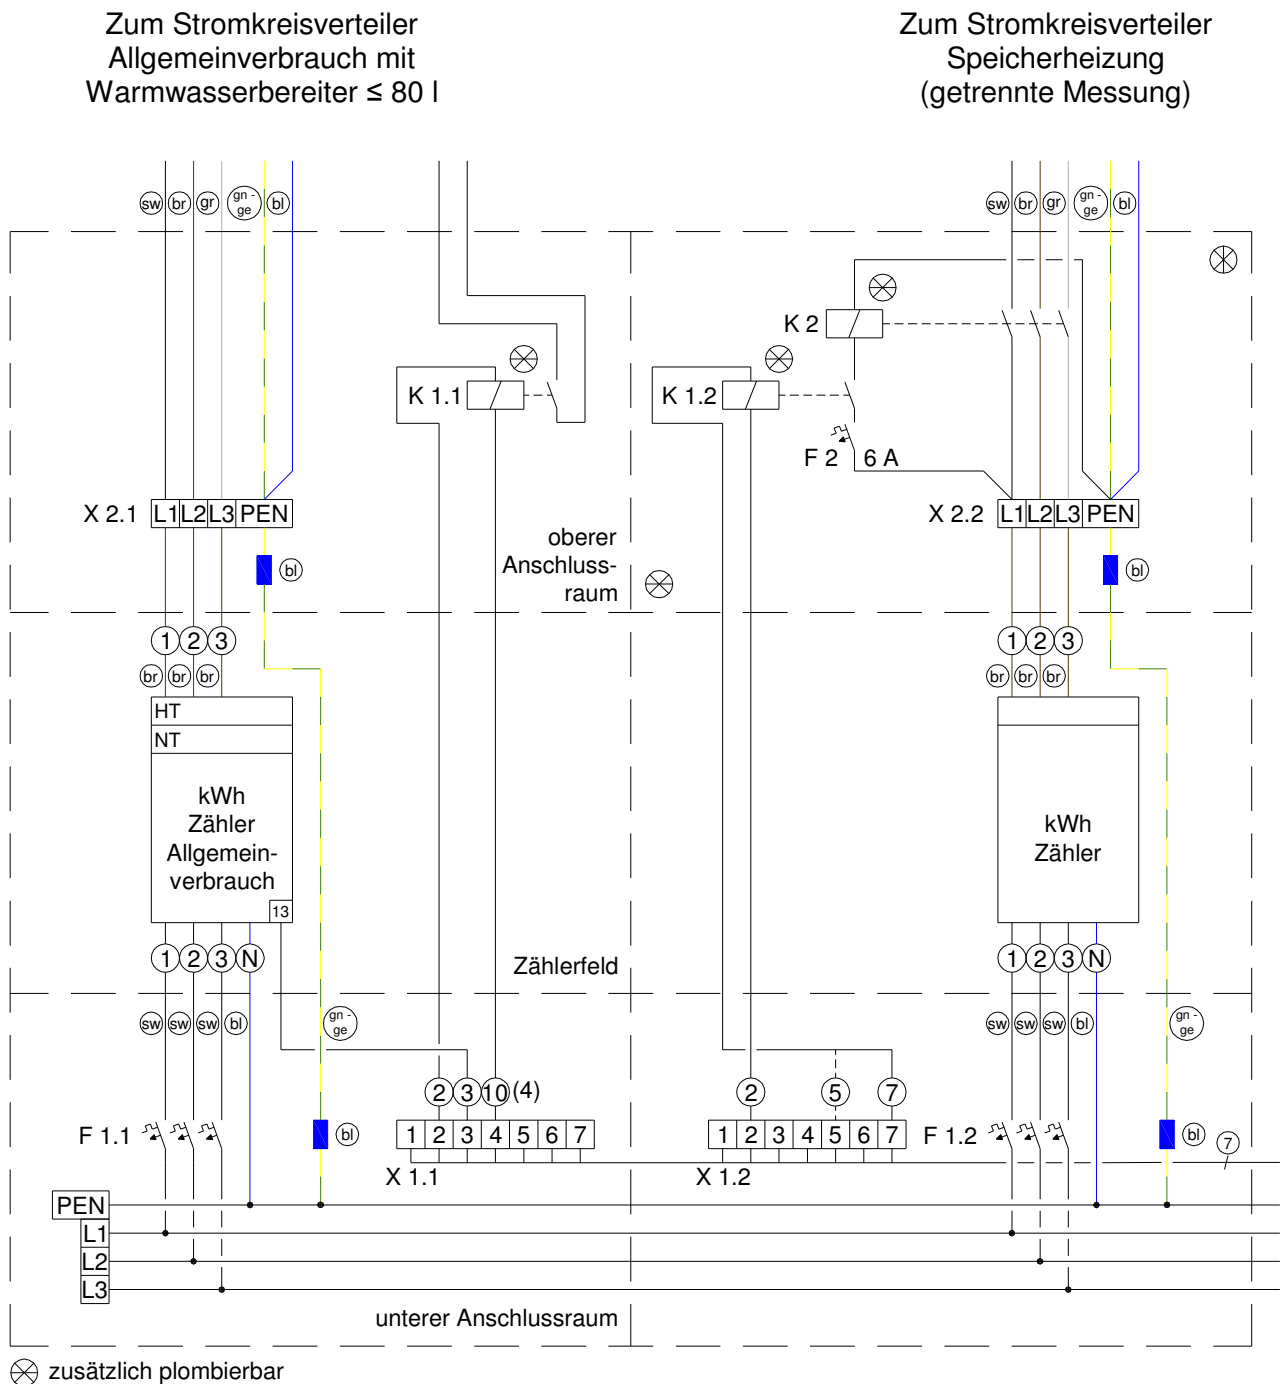 Zum Stromkreisverteiler
Allgemeinverbrauch mit
Warmwasserbereiter ≤ 80 l
Zum Stromkreisverteiler
Speicherheizung
(getrennte Messung)
sw br gr gn - ge bl
sw br gr gn - ge bl
K 2
K 1.1
K 1.2
F 2 6 A
X 2.1 L1 L2 L3 PEN
X 2.2 L1 L2 L3 PEN
oberer
Anschluss-
raum
bl
bl
1 2 3
1 2 3
br br br
br br br
HT
NT
kWh
Zähler
Allgemein-
verbrauch
13
kWh
Zähler
1 2 3 N
Zählerfeld
1 2 3 N
sw sw sw bl gn - ge
sw sw sw bl gn - ge
2 3 10 (4)
2 5 7
F 1.1
bl
1 2 3 4 5 6 7
X 1.1
1 2 3 4 5 6 7
X 1.2
F 1.2
bl
7
PEN
L1
L2
L3
unterer Anschlussraum
zusätzlich plombierbar